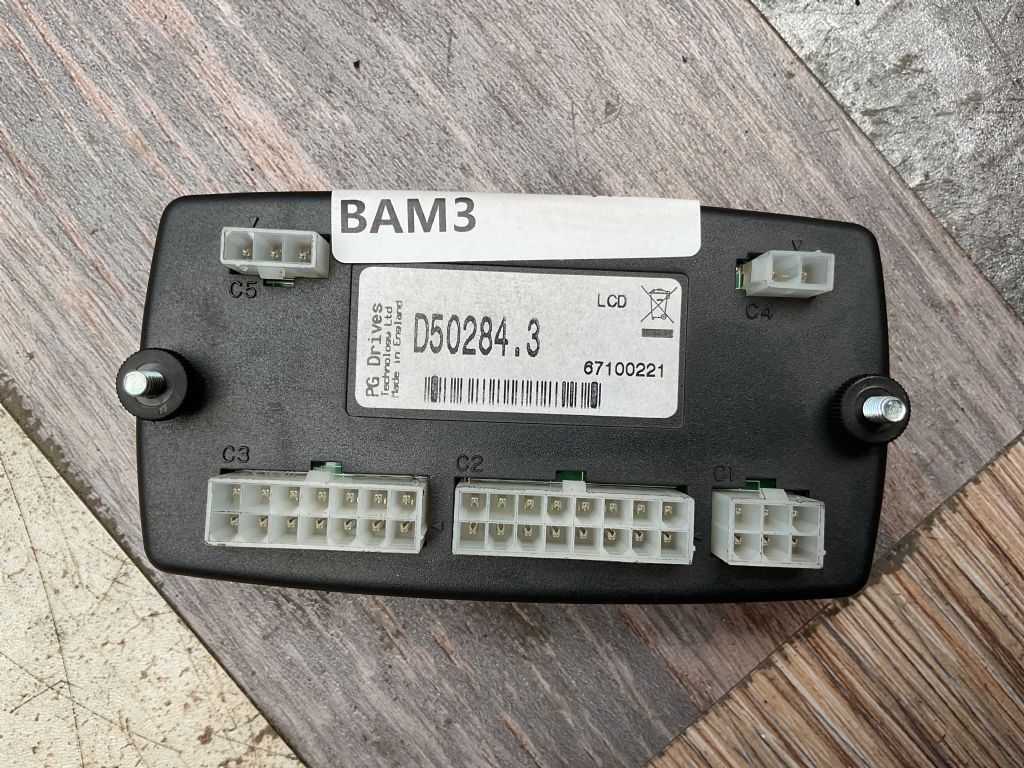 BAM3
C5
C4
PG Drives
Technology Ltd
Made in England
LCD
D50284.3
67100221
C3
C2
C1